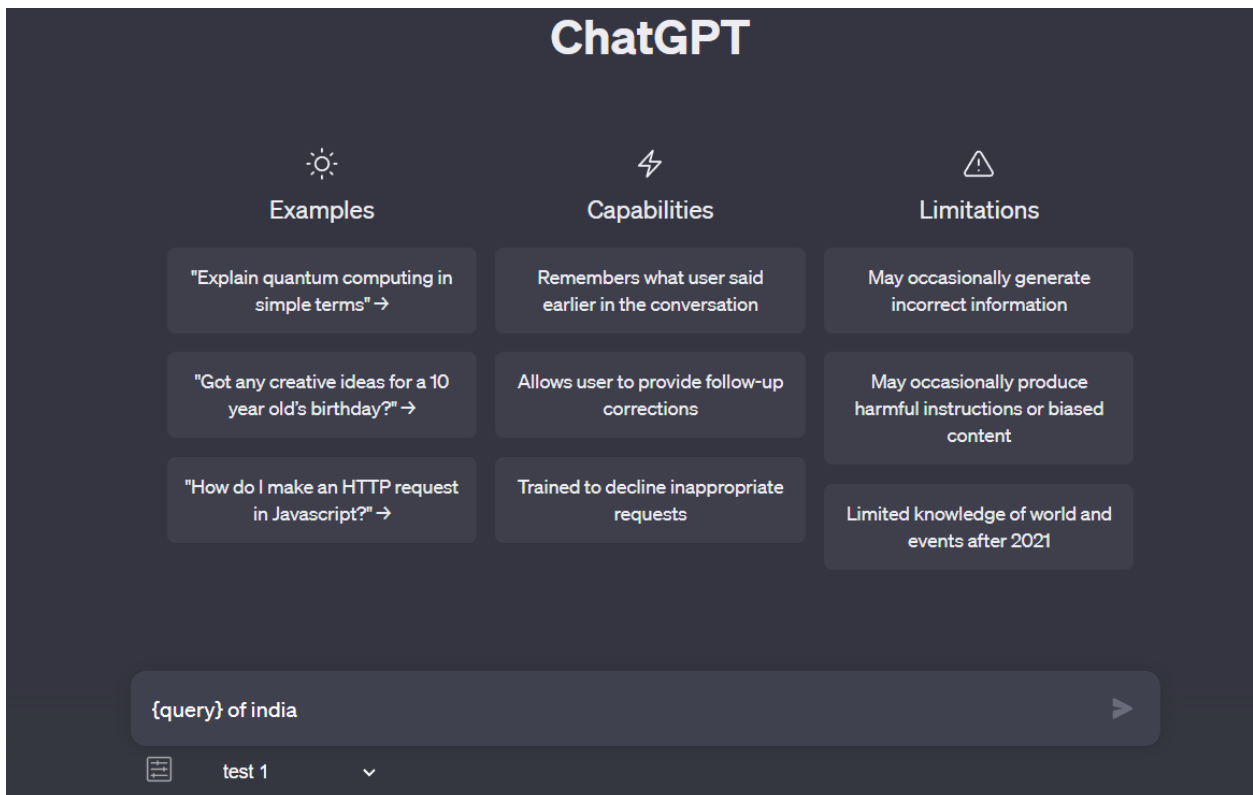 ChatGPT
Examples
"Explain quantum computing in
simple terms" →
"Got any creative ideas for a 10
year old's birthday?" →
"How do I make an HTTP request
in Javascript?" →
Capabilities
Remembers what user said
earlier in the conversation
Allows user to provide follow-up
corrections
Trained to decline inappropriate
requests
Limitations
May occasionally generate
incorrect information
May occasionally produce
harmful instructions or biased
content
Limited knowledge of world and
events after 2021
{query} of india
test 1